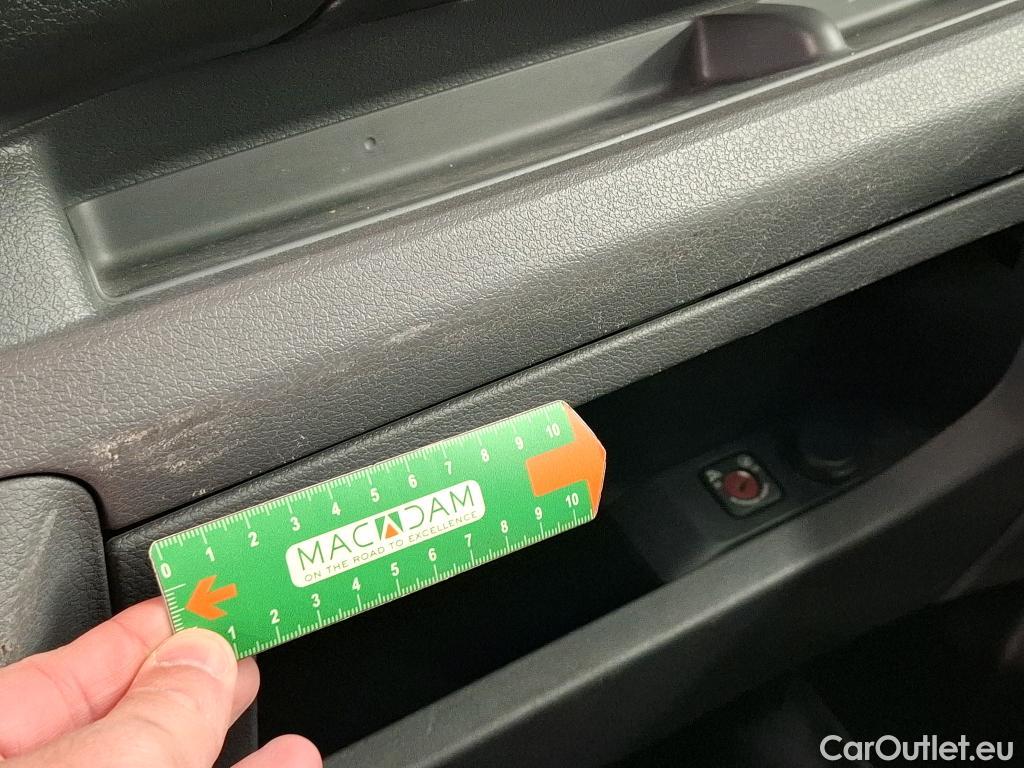 0 1 2 3 4 5 6 7 8 9 10
MACADAM
ON THE ROAD TO EXCELLENCE
1 2 3 4 5 6 7 8 9 10
CarOutlet.eu